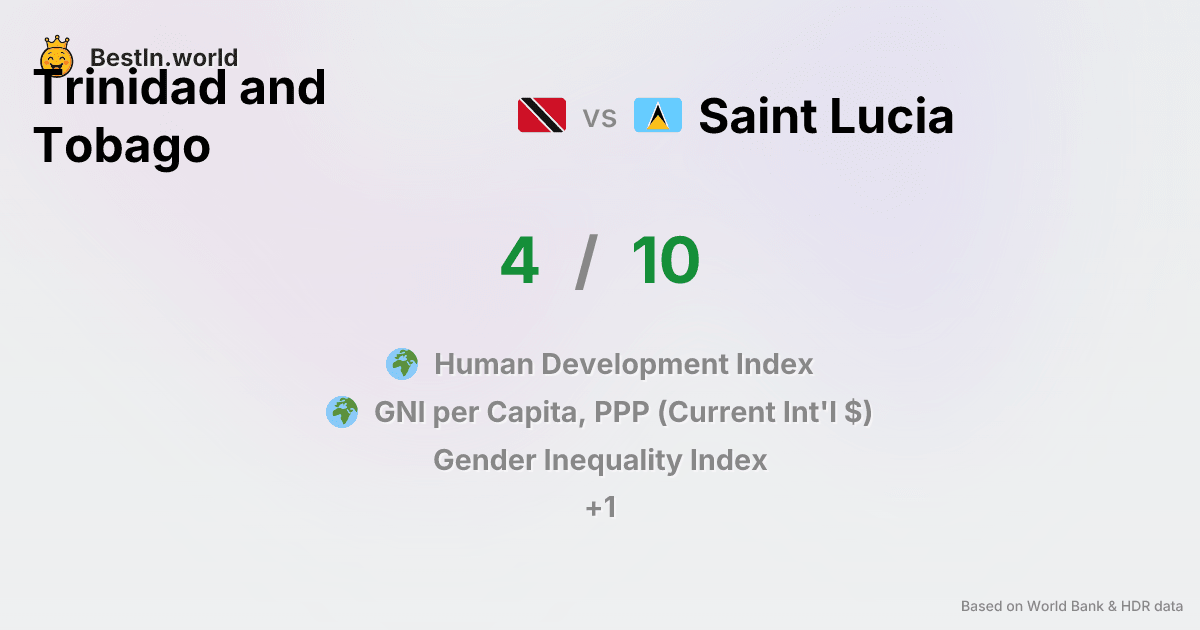 BestIn.world
Trinidad and
Tobago
vs
Saint Lucia
4 / 10
Human Development Index
GNI per Capita, PPP (Current Int'l $)
Gender Inequality Index
+1
Based on World Bank & HDR data